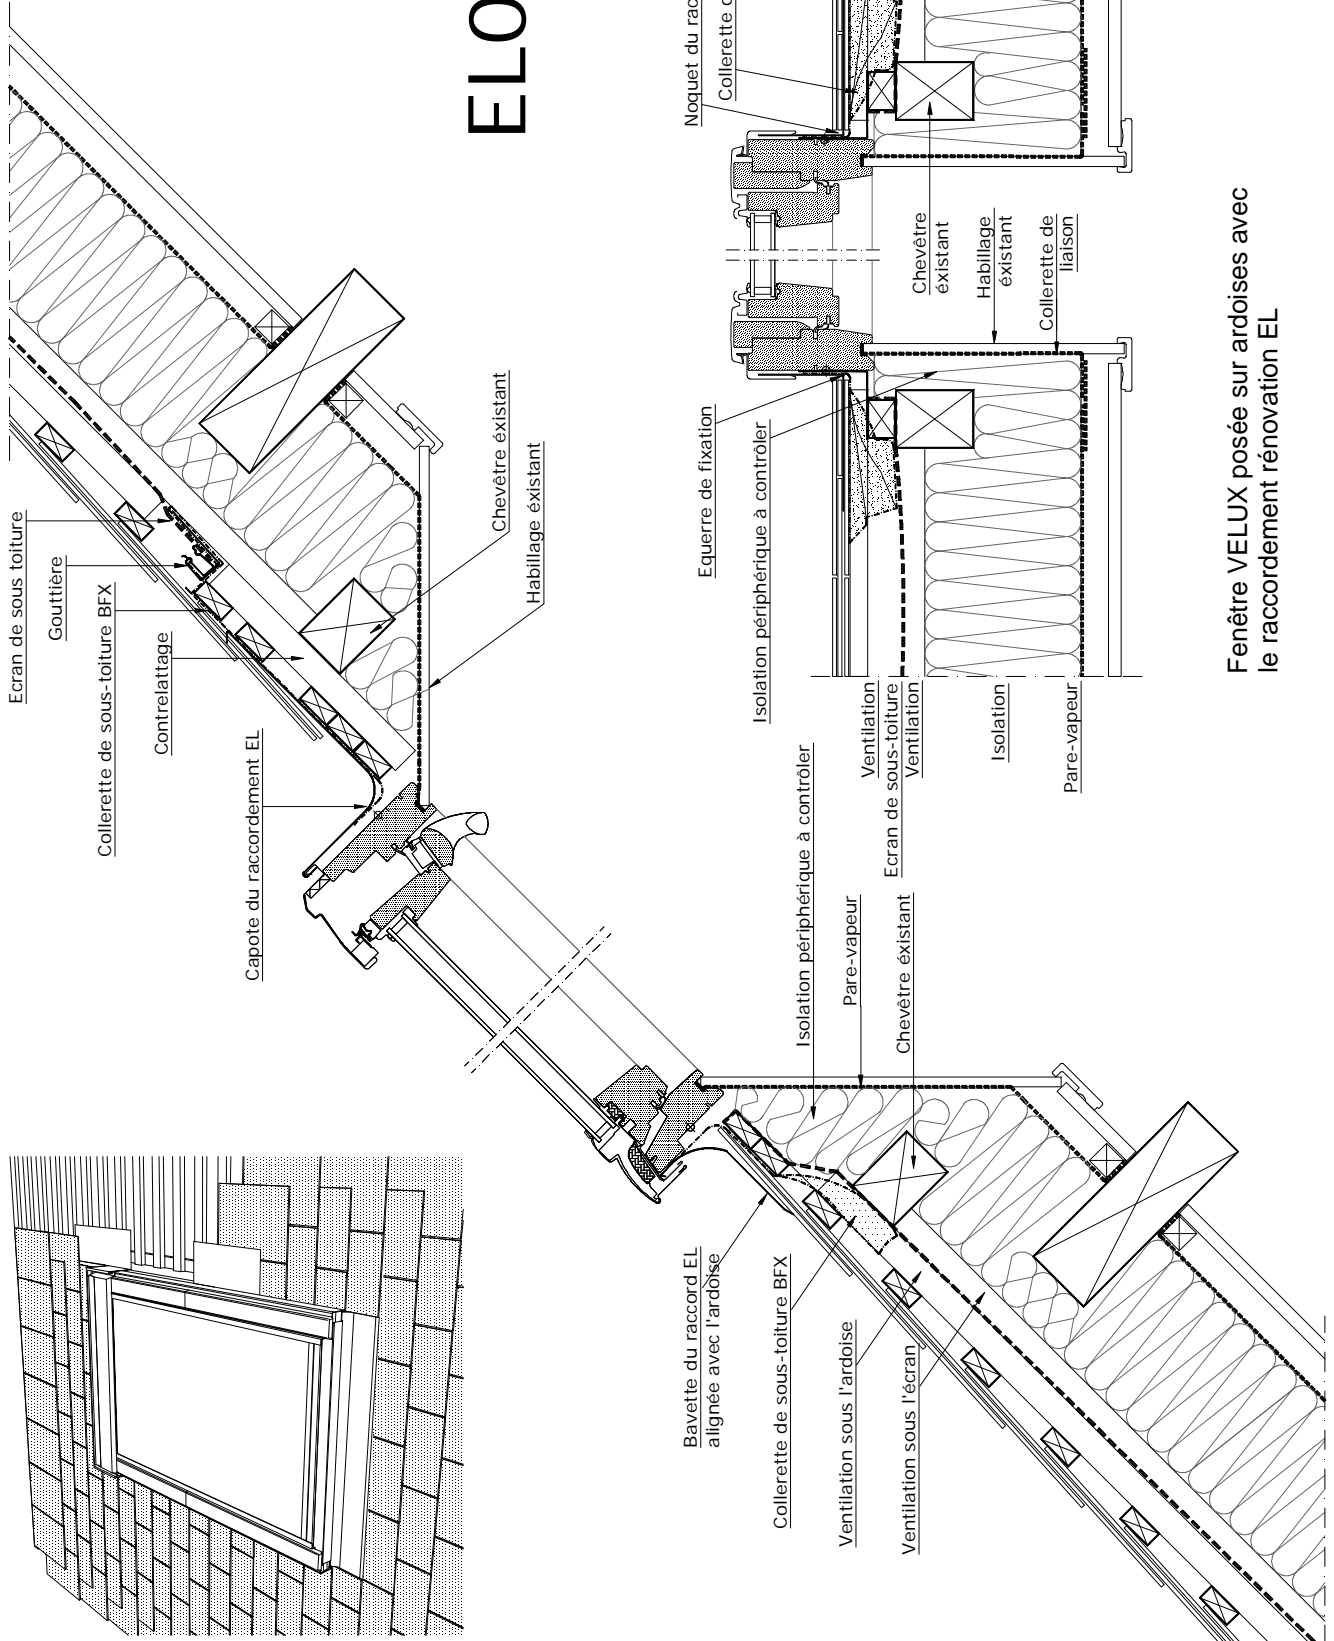 ELO
Ecran de sous toiture
Gouttière
Collerette de sous-toiture BFX
Contrelattage
Capote du raccordement EL
Chevêtre éxistant
Habillage éxistant
Isolation périphérique à contrôler
Pare-vapeur
Chevêtre éxistant
Bavette du raccord EL
alignée avec l'ardoise
Collerette de sous-toiture BFX
Ventilation sous l'ardoise
Ventilation sous l'écran
Noquet du rac
Collerette d
Equerre de fixation
Isolation périphérique à contrôler
Chevêtre
éxistant
Habillage
éxistant
Collerette de
liaison
Ventilation
Ecran de sous-toiture
Ventilation
Isolation
Pare-vapeur
Fenêtre VELUX posée sur ardoises avec
le raccordement rénovation EL